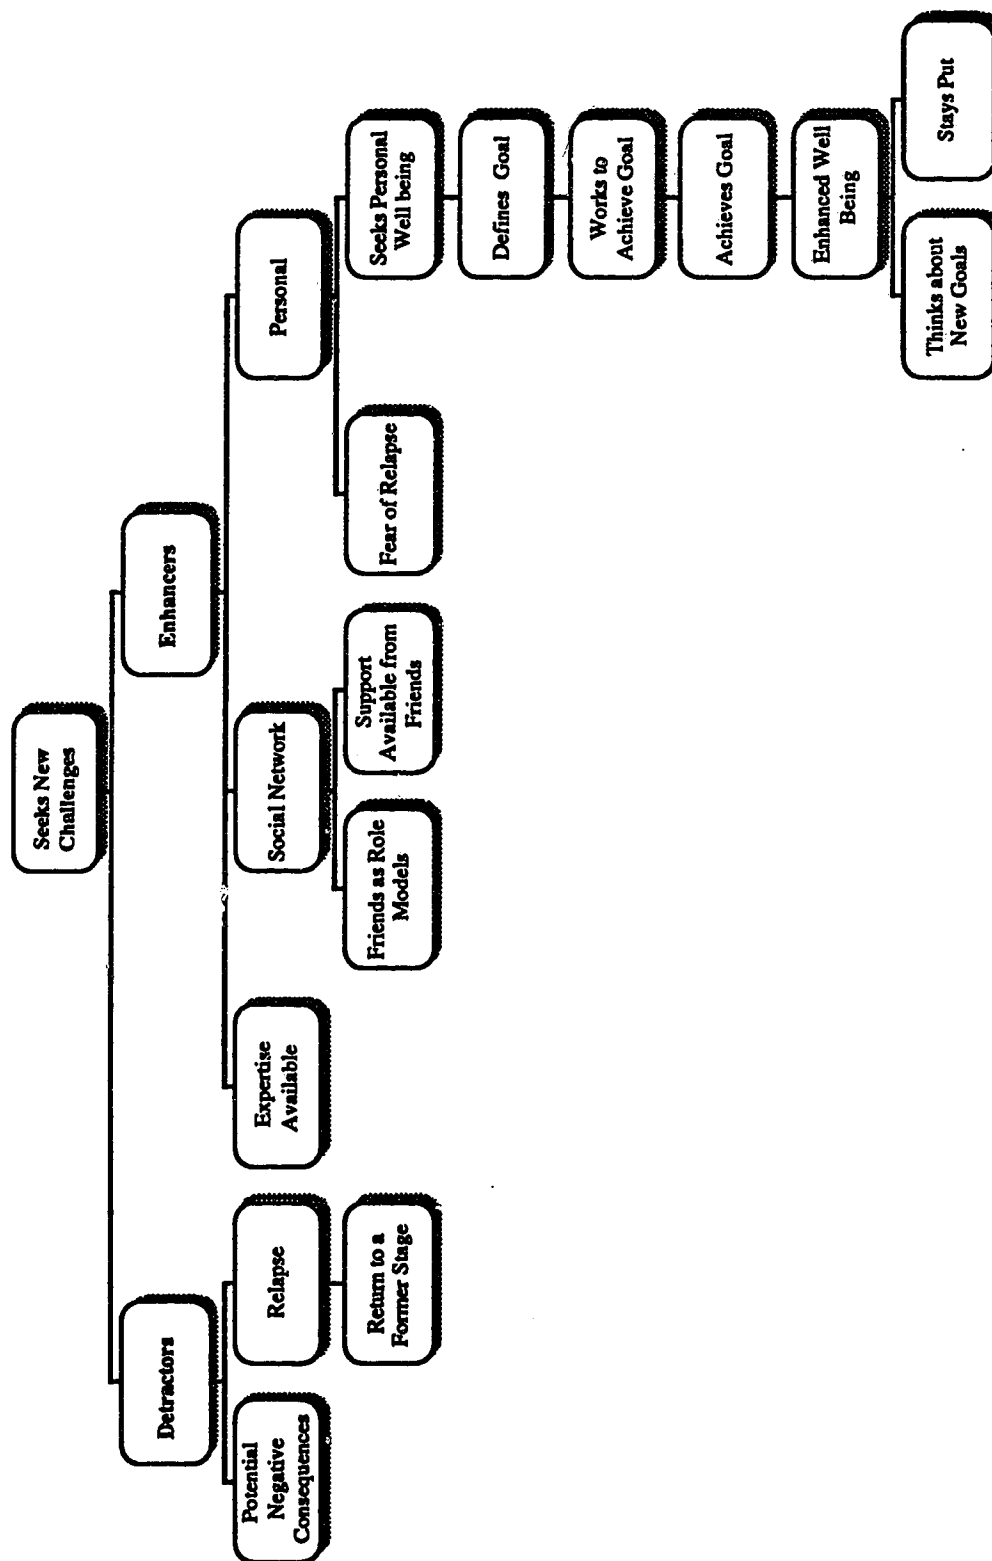 Seeks New
Challenges
Detractors
Enhancers
Potential
Negative
Consequences
Relapse
Expertise
Available
Social Network
Personal
Return to a
Former Stage
Friends as Role
Models
Support
Available from
Friends
Fear of Relapse
Seeks Personal
Well being
Defines Goal
Works to
Achieve Goal
Achieves Goal
Enhanced Well
Being
Thinks about
New Goals
Stays Put